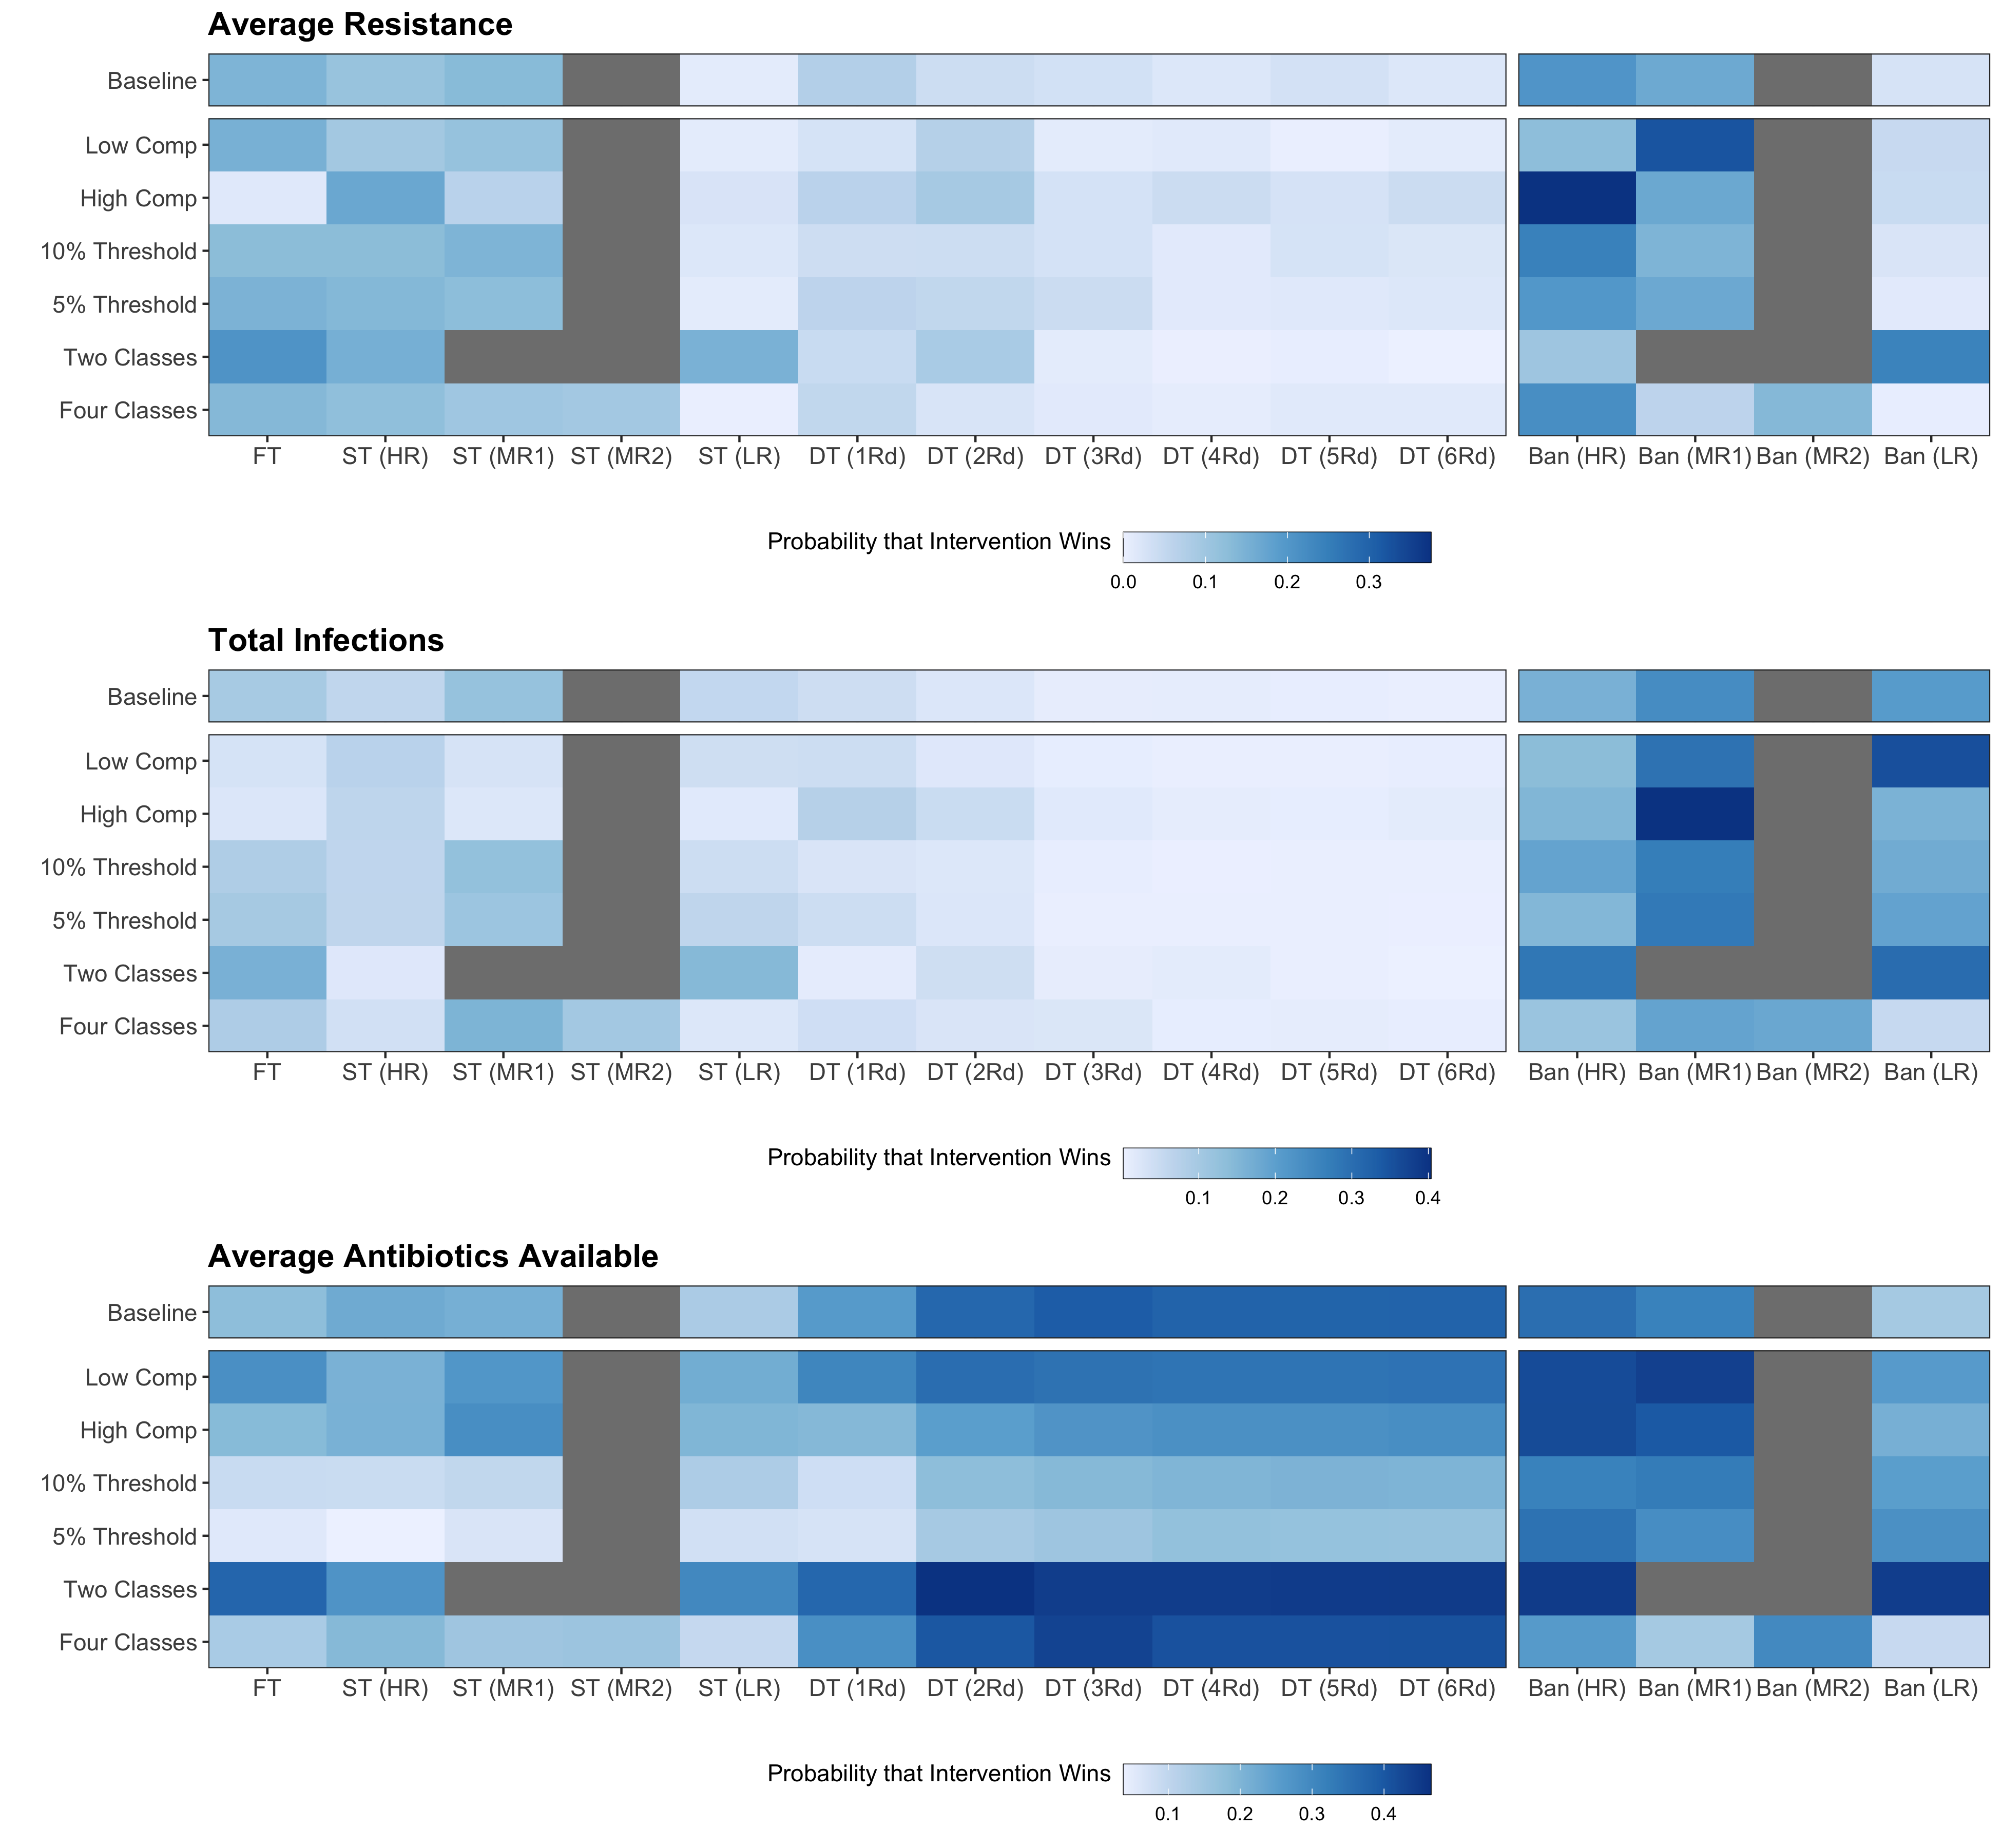 Average Resistance
Baseline
Low Comp
High Comp
10% Threshold
5% Threshold
Two Classes
Four Classes
FT ST (HR) ST (MR1) ST (MR2) ST (LR) DT (1Rd) DT (2Rd) DT (3Rd) DT (4Rd) DT (5Rd) DT (6Rd) Ban (HR) Ban (MR1) Ban (MR2) Ban (LR)
Probability that Intervention Wins
0.0 0.1 0.2 0.3
Total Infections
Baseline
Low Comp
High Comp
10% Threshold
5% Threshold
Two Classes
Four Classes
FT ST (HR) ST (MR1) ST (MR2) ST (LR) DT (1Rd) DT (2Rd) DT (3Rd) DT (4Rd) DT (5Rd) DT (6Rd) Ban (HR) Ban (MR1) Ban (MR2) Ban (LR)
Probability that Intervention Wins
0.1 0.2 0.3 0.4
Average Antibiotics Available
Baseline
Low Comp
High Comp
10% Threshold
5% Threshold
Two Classes
Four Classes
FT ST (HR) ST (MR1) ST (MR2) ST (LR) DT (1Rd) DT (2Rd) DT (3Rd) DT (4Rd) DT (5Rd) DT (6Rd) Ban (HR) Ban (MR1) Ban (MR2) Ban (LR)
Probability that Intervention Wins
0.1 0.2 0.3 0.4